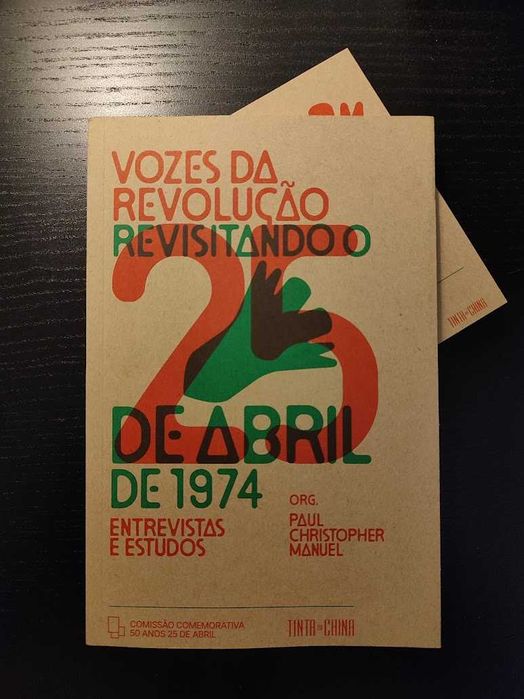 VOZES DA
REVOLUÇÃO
REVISITANDO O
25
DE ABRIL
DE 1974
ENTREVISTAS
E ESTUDOS
ORG.
PAUL
CHRISTOPHER
MANUEL
COMISSÃO COMEMORATIVA
50 ANOS 25 DE ABRIL
TINTA DA CHINA
TINTA DA CHINA